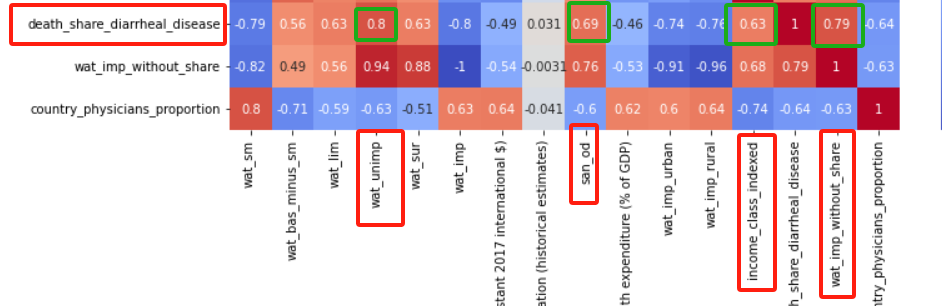 death_share_diarrheal_disease -0.79 0.56 0.63 0.8 0.63 -0.8 -0.49 0.031 0.69 -0.46 -0.74 -0.76 0.63 1 0.79 -0.64
wat_imp_without_share -0.82 0.49 0.56 0.94 0.88 -1 -0.54 -0.0031 0.76 -0.53 -0.91 -0.96 0.68 0.79 1 -0.63
country_physicians_proportion 0.8 -0.71 -0.59 -0.63 -0.51 0.63 0.64 -0.041 -0.6 0.62 0.6 0.64 -0.74 -0.64 -0.63 1
wat_sm
wat_bas_minus_sm
wat_lim
wat_unimp
wat_sur
wat_imp
stant 2017 international $)
ation (historical estimates)
san_od
th expenditure (% of GDP)
wat_imp_urban
wat_imp_rural
income_class_indexed
h_share_diarrheal_disease
wat_imp_without_share
ntry_physicians_proportion